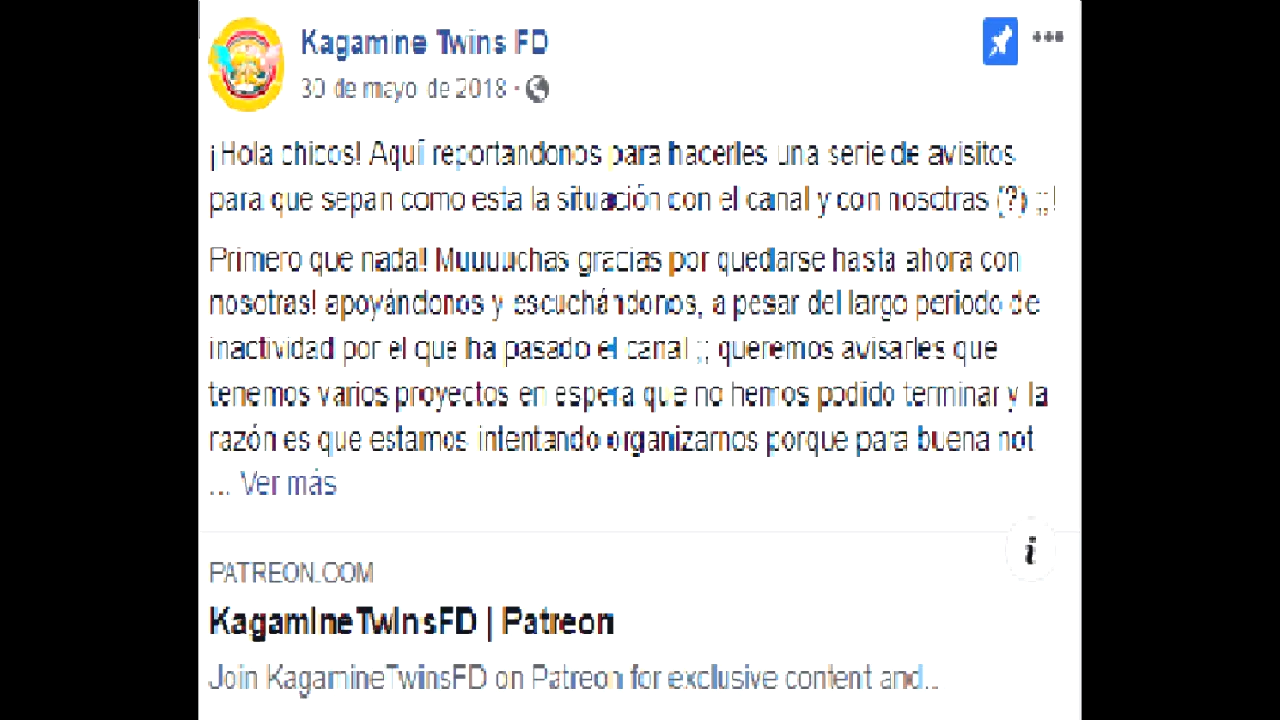 Kagamine Twins FD
30 de mayo de 2018 ·
¡Hola chicos! Aquí reportandonos para hacerles una serie de avisitos
para que sepan como esta la situación con el canal y con nosotras (?) ;;!
Primero que nada! Muuuuchas gracias por quedarse hasta ahora con
nosotras! apoyándonos y escuchándonos, a pesar del largo periodo de
inactividad por el que ha pasado el canal ;; queremos avisarles que
tenemos varios proyectos en espera que no hemos podido terminar y la
razón es que estamos intentando organizarnos porque para buena not
... Ver más
i
PATREON.COM
KagamineTwinsFD | Patreon
Join KagamineTwinsFD on Patreon for exclusive content and...